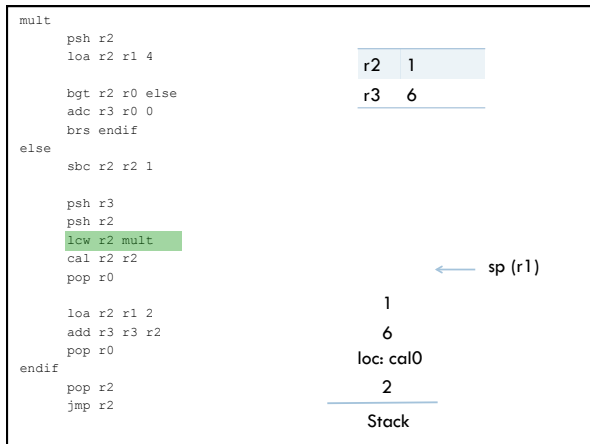 mult
psh r2
loa r2 r1 4
bgt r2 r0 else
adc r3 r0 0
brs endif
else
sbc r2 r2 1
psh r3
psh r2
lcw r2 mult
cal r2 r2
pop r0
loa r2 r1 2
add r3 r3 r2
pop r0
endif
pop r2
jmp r2
r2 1
r3 6
sp (r1)
1
6
loc: cal0
2
Stack